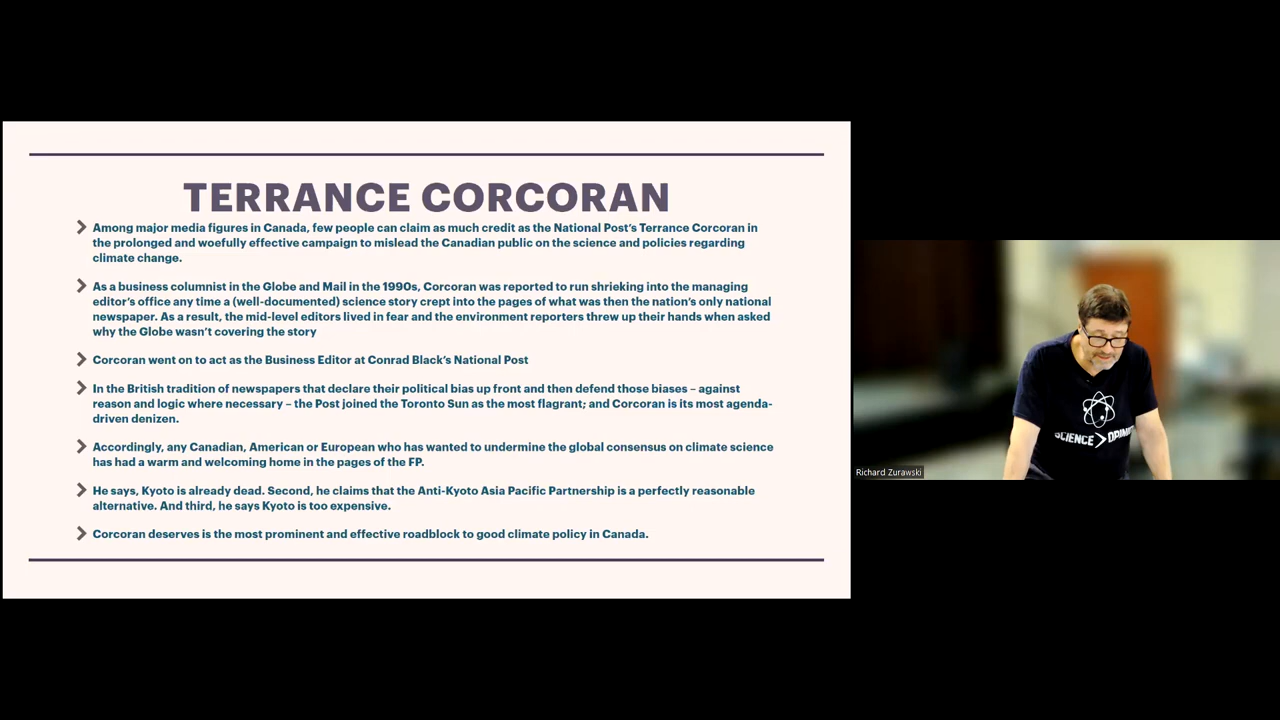 TERRANCE CORCORAN
Among major media figures in Canada, few people can claim as much credit as the National Post's Terrance Corcoran in
the prolonged and woefully effective campaign to mislead the Canadian public on the science and policies regarding
climate change.
As a business columnist in the Globe and Mail in the 1990s, Corcoran was reported to run shrieking into the managing
editor's office any time a (well-documented) science story crept into the pages of what was then the nation's only national
newspaper. As a result, the mid-level editors lived in fear and the environment reporters threw up their hands when asked
why the Globe wasn't covering the story
Corcoran went on to act as the Business Editor at Conrad Black's National Post
In the British tradition of newspapers that declare their political bias up front and then defend those biases – against
reason and logic where necessary – the Post joined the Toronto Sun as the most flagrant; and Corcoran is its most agenda-
driven denizen.
Accordingly, any Canadian, American or European who has wanted to undermine the global consensus on climate science
has had a warm and welcoming home in the pages of the FP.
He says, Kyoto is already dead. Second, he claims that the Anti-Kyoto Asia Pacific Partnership is a perfectly reasonable
alternative. And third, he says Kyoto is too expensive.
Corcoran deserves is the most prominent and effective roadblock to good climate policy in Canada.
SCIENCE >
Richard Zurawski